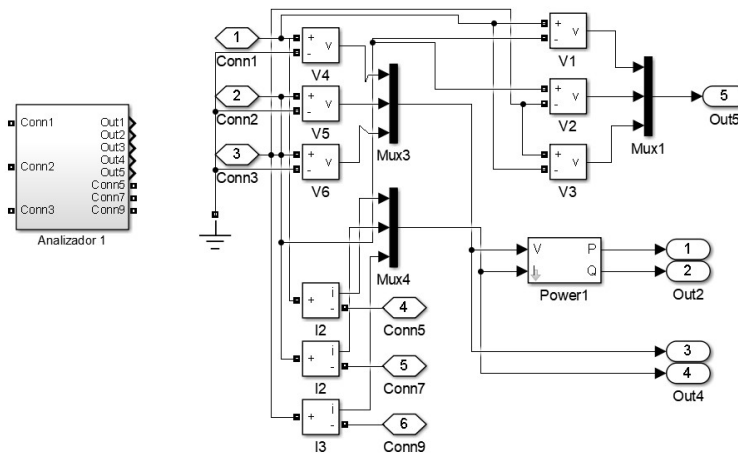 Conn1
Conn2
Conn3
Out1
Out2
Out3
Out4
Out5
Conn5
Conn7
Conn9
Analizador 1
1
Conn1
2
Conn2
3
Conn3
+
-
v
V4
+
-
v
V5
+
-
v
V6
Mux3
Mux4
+
i
-
I2
+
i
-
I2
+
i
-
I3
4
Conn5
5
Conn7
6
Conn9
+
-
v
V1
+
-
v
V2
+
-
v
V3
Mux1
5
Out5
V
I
P
Q
Power1
1
2
Out2
3
4
Out4